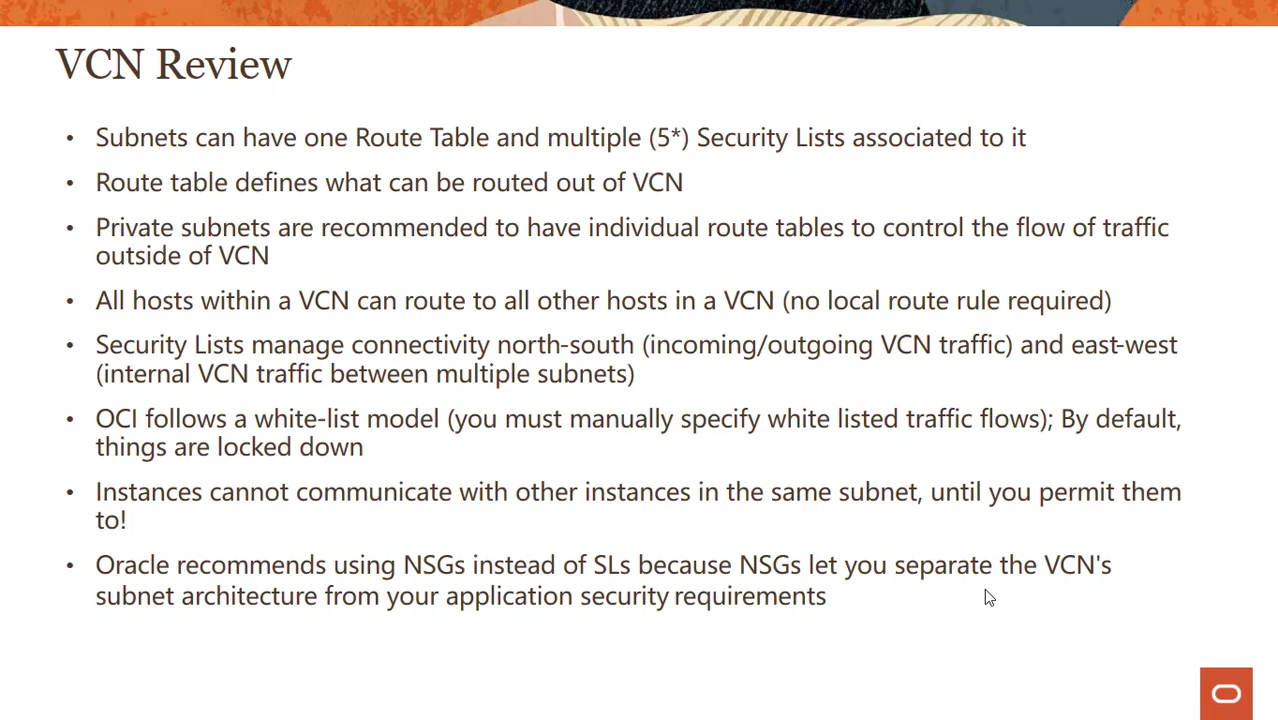 VCN Review
• Subnets can have one Route Table and multiple (5*) Security Lists associated to it
• Route table defines what can be routed out of VCN
• Private subnets are recommended to have individual route tables to control the flow of traffic
outside of VCN
• All hosts within a VCN can route to all other hosts in a VCN (no local route rule required)
• Security Lists manage connectivity north-south (incoming/outgoing VCN traffic) and east-west
(internal VCN traffic between multiple subnets)
• OCI follows a white-list model (you must manually specify white listed traffic flows); By default,
things are locked down
• Instances cannot communicate with other instances in the same subnet, until you permit them
to!
• Oracle recommends using NSGs instead of SLs because NSGs let you separate the VCN's
subnet architecture from your application security requirements